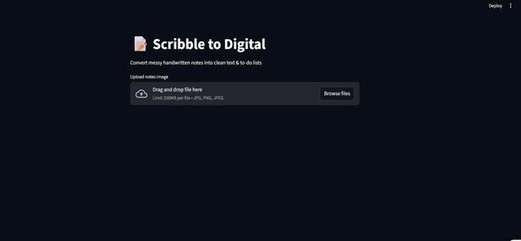 Deploy
Scribble to Digital
Convert messy handwritten notes into clean text & to-do lists
Upload notes image
Drag and drop file here
Limit 200MB per file • JPG, PNG, JPEG
Browse files